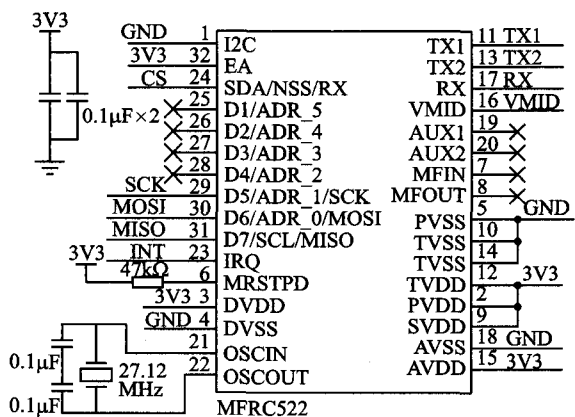 3V3
0.1μF×2
GND 1 I2C
3V3 32 EA
CS 24 SDA/NSS/RX
25 D1/ADR_5
26 D2/ADR_4
27 D3/ADR_3
28 D4/ADR_2
SCK 29 D5/ADR_1/SCK
MOSI 30 D6/ADR_0/MOSI
MISO 31 D7/SCL/MISO
INT 23 IRQ
3V3 47kΩ 6 MRSTPD
3V3 3 DVDD
GND 4 DVSS
21 OSCIN
22 OSCOUT
0.1μF
0.1μF
27.12
MHz
TX1 11 TX1
TX2 13 TX2
RX 17 RX
VMID 16 VMID
AUX1 19
AUX2 20
MFIN 7
MFOUT 8
PVSS 5 GND
TVSS 10
TVSS 14
TVDD 12 3V3
PVDD 2
SVDD 9
AVSS 18 GND
AVDD 15 3V3
MFRC522